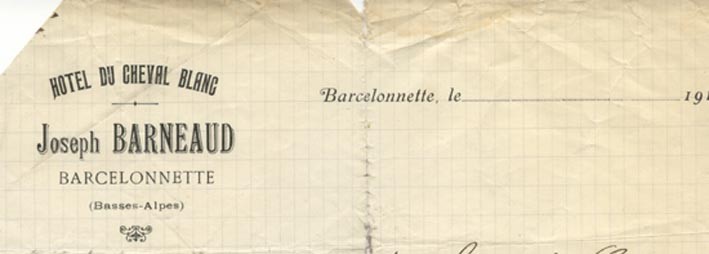 HOTEL DU CHEVAL BLANC
Joseph BARNEAUD
BARCELONNETTE
(Basses-Alpes)
Barcelonnette, le 191